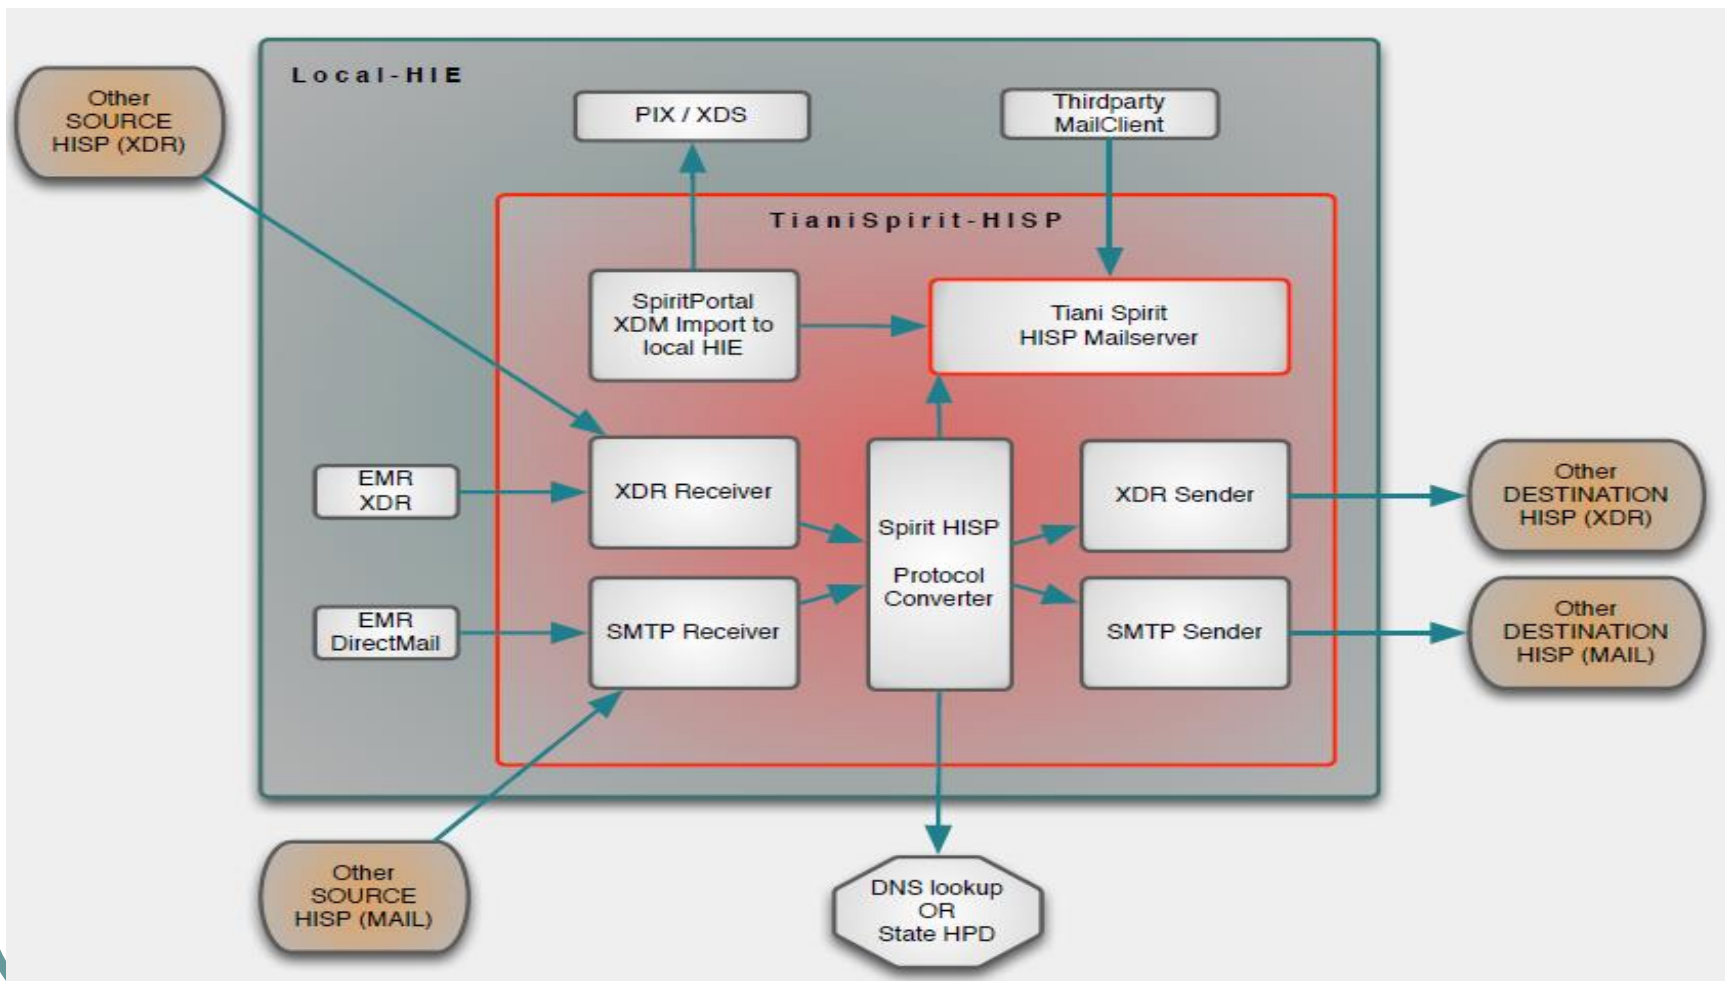 Local-HIE
Other
SOURCE
HISP (XDR)
PIX / XDS
Thirdparty
MailClient
TianiSpirit-HISP
SpiritPortal
XDM Import to
local HIE
Tiani Spirit
HISP Mailserver
EMR
XDR
XDR Receiver
Spirit HISP
Protocol
Converter
XDR Sender
Other
DESTINATION
HISP (XDR)
EMR
DirectMail
SMTP Receiver
SMTP Sender
Other
DESTINATION
HISP (MAIL)
Other
SOURCE
HISP (MAIL)
DNS lookup
OR
State HPD